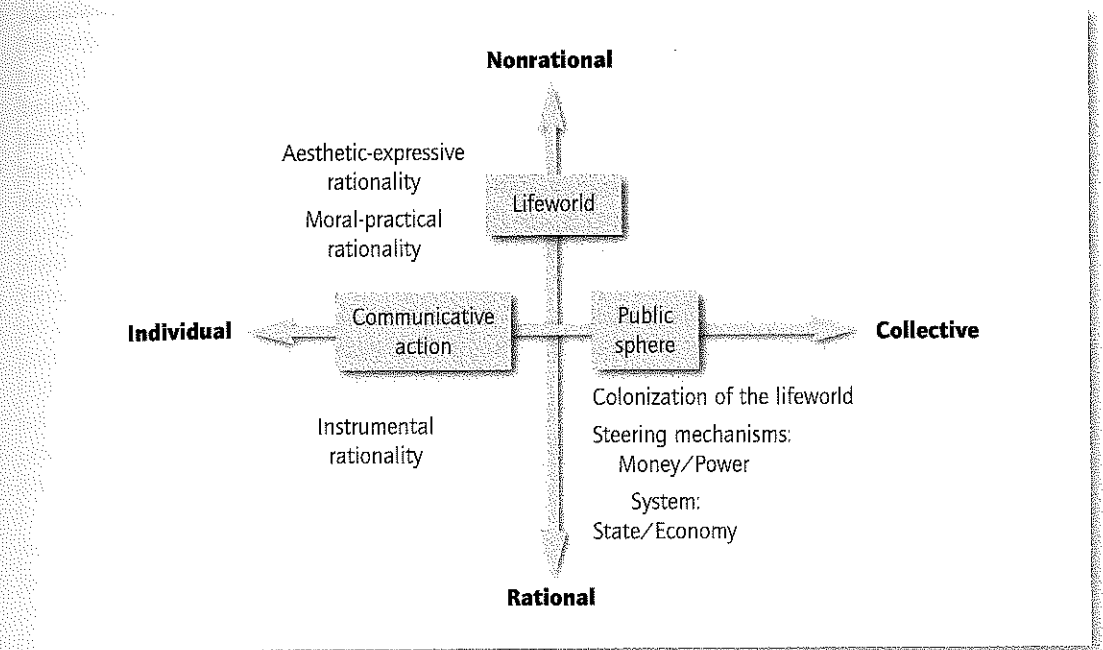 Nonrational
Aesthetic-expressive
rationality
Lifeworld
Moral-practical
rationality
Individual
Communicative
action
Public
sphere
Collective
Colonization of the lifeworld
Instrumental
rationality
Steering mechanisms:
Money/Power
System:
State/Economy
Rational